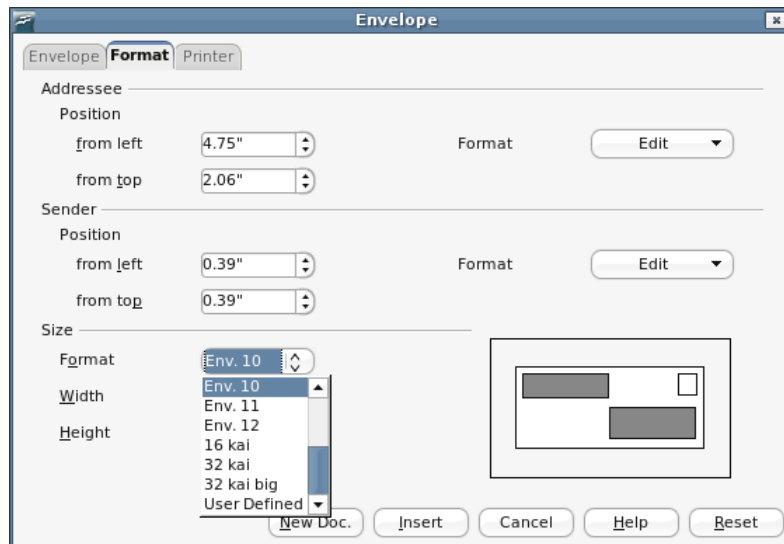 Envelope
Envelope Format Printer
Addressee
Position
from left 4.75" Format Edit
from top 2.06"
Sender
Position
from left 0.39" Format Edit
from top 0.39"
Size
Format Env. 10
Env. 10
Width
Env. 11
Env. 12
Height
16 kai
32 kai
32 kai big
User Defined
New Doc. Insert Cancel Help Reset